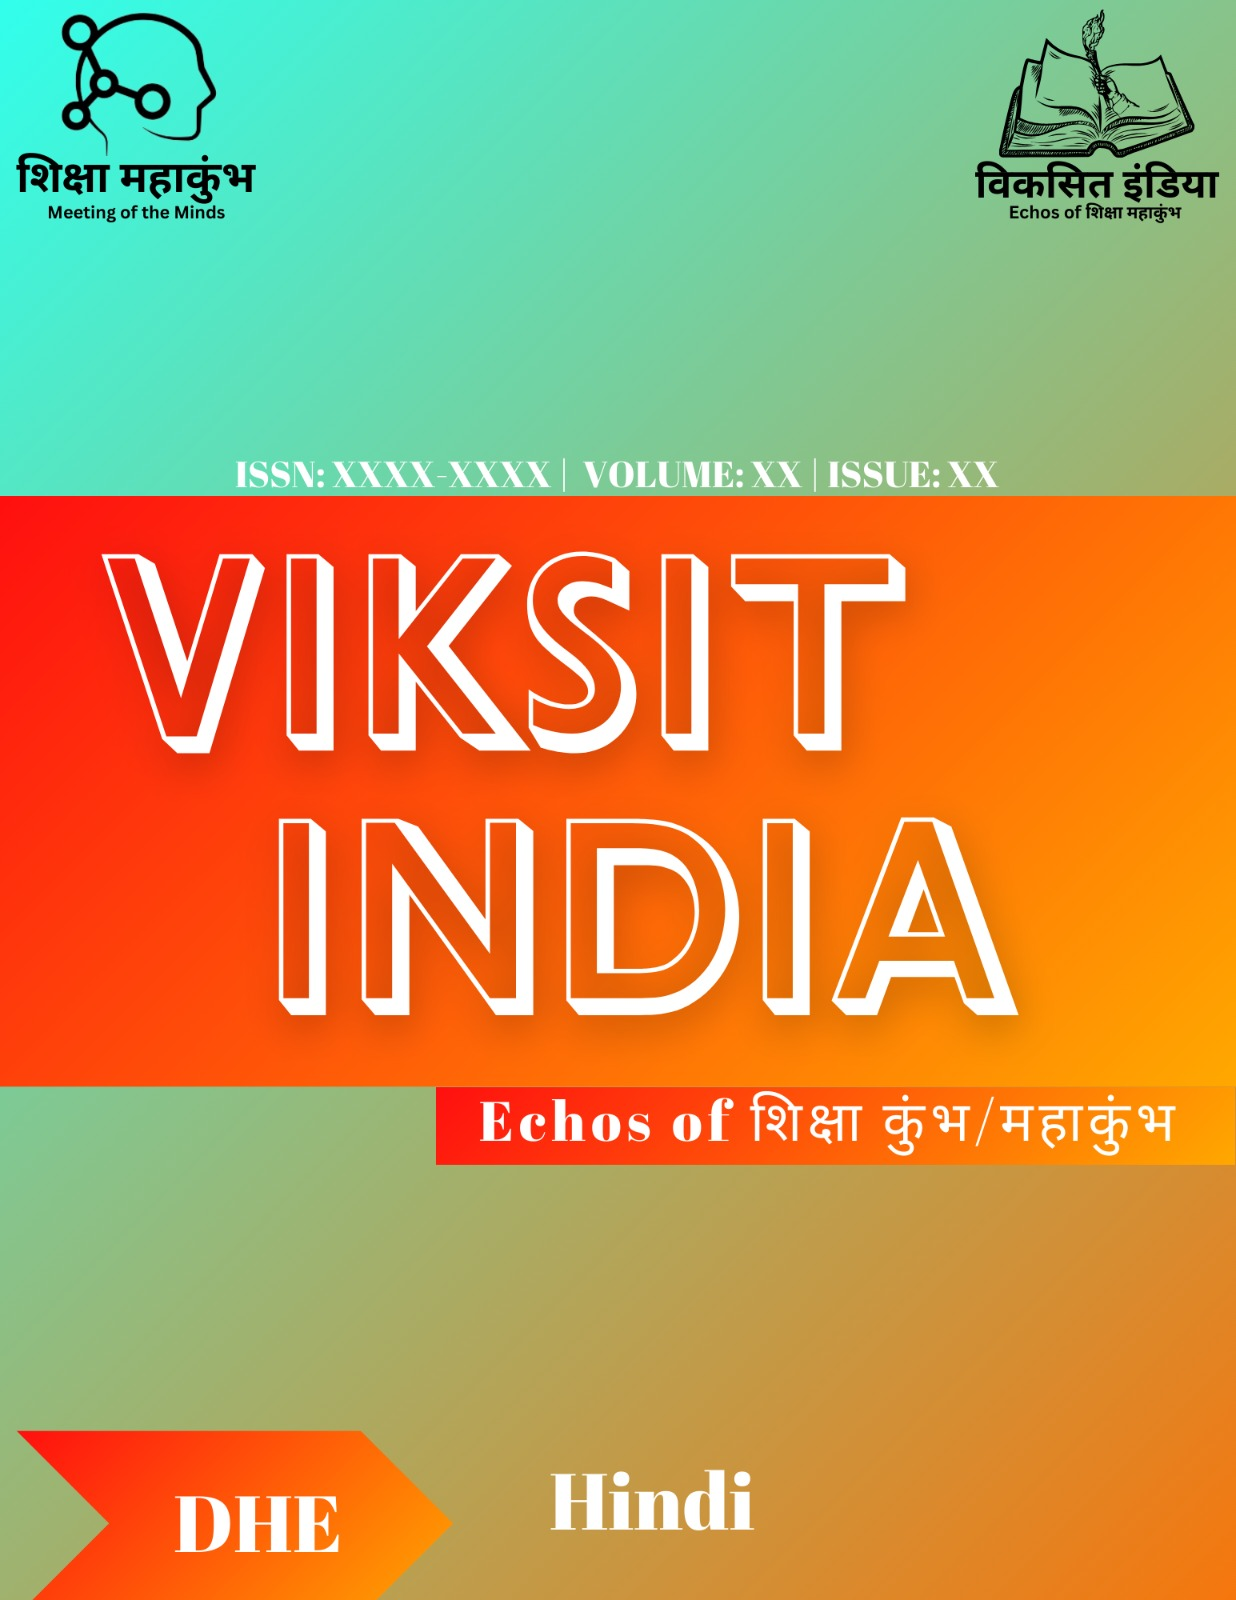 शिक्षा महाकुंभ
Meeting of the Minds
विकसित इंडिया
Echos of शिक्षा महाकुंभ
ISSN: XXXX-XXXX | VOLUME: XX | ISSUE: XX
VIKSIT
INDIA
Echos of शिक्षा कुंभ/महाकुंभ
DHE
Hindi